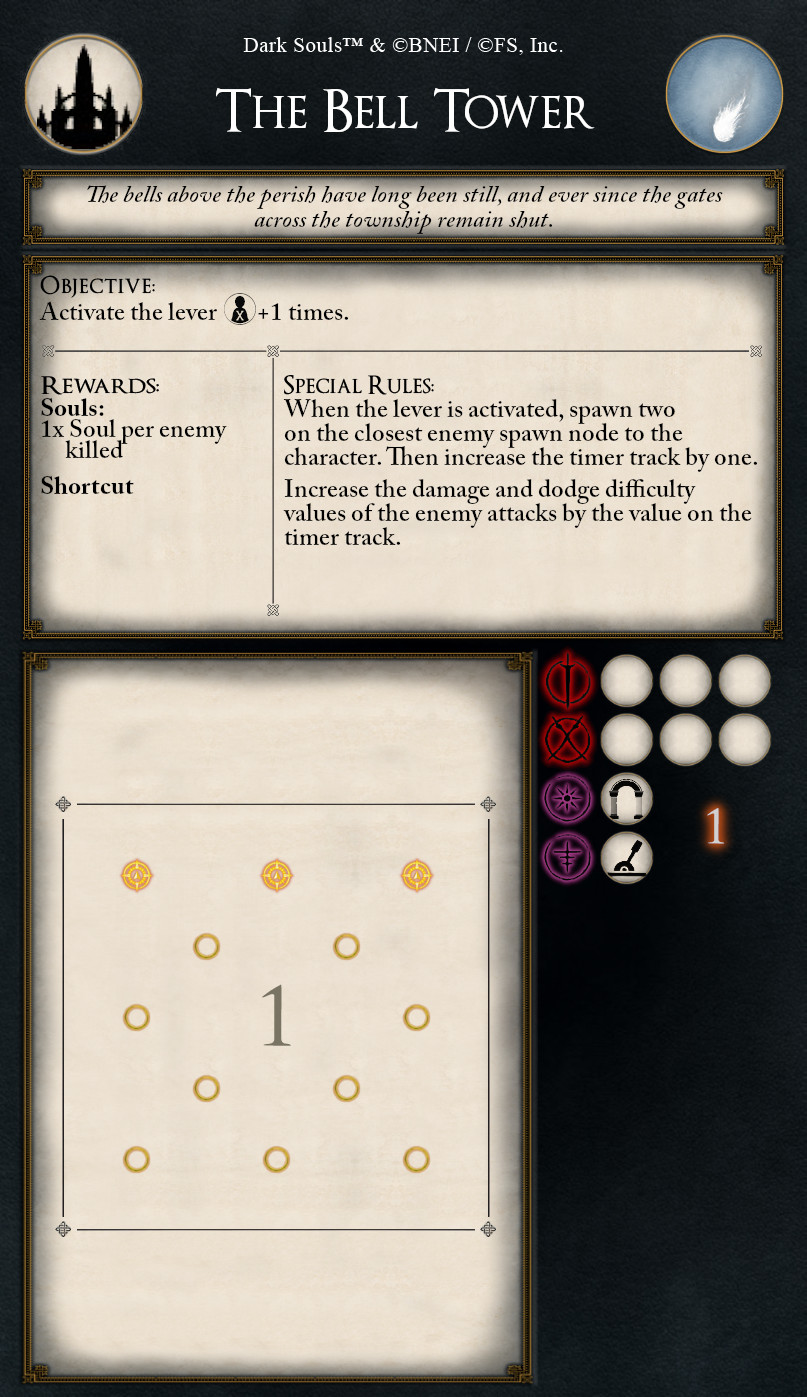 Dark Souls™ & ©BNEI / ©FS, Inc.
The Bell Tower
The bells above the perish have long been still, and ever since the gates
across the township remain shut.
Objective:
Activate the lever x+1 times.
Rewards:
Souls:
1x Soul per enemy
killed
Shortcut
Special Rules:
When the lever is activated, spawn two
on the closest enemy spawn node to the
character. Then increase the timer track by one.
Increase the damage and dodge difficulty
values of the enemy attacks by the value on the
timer track.
1
1